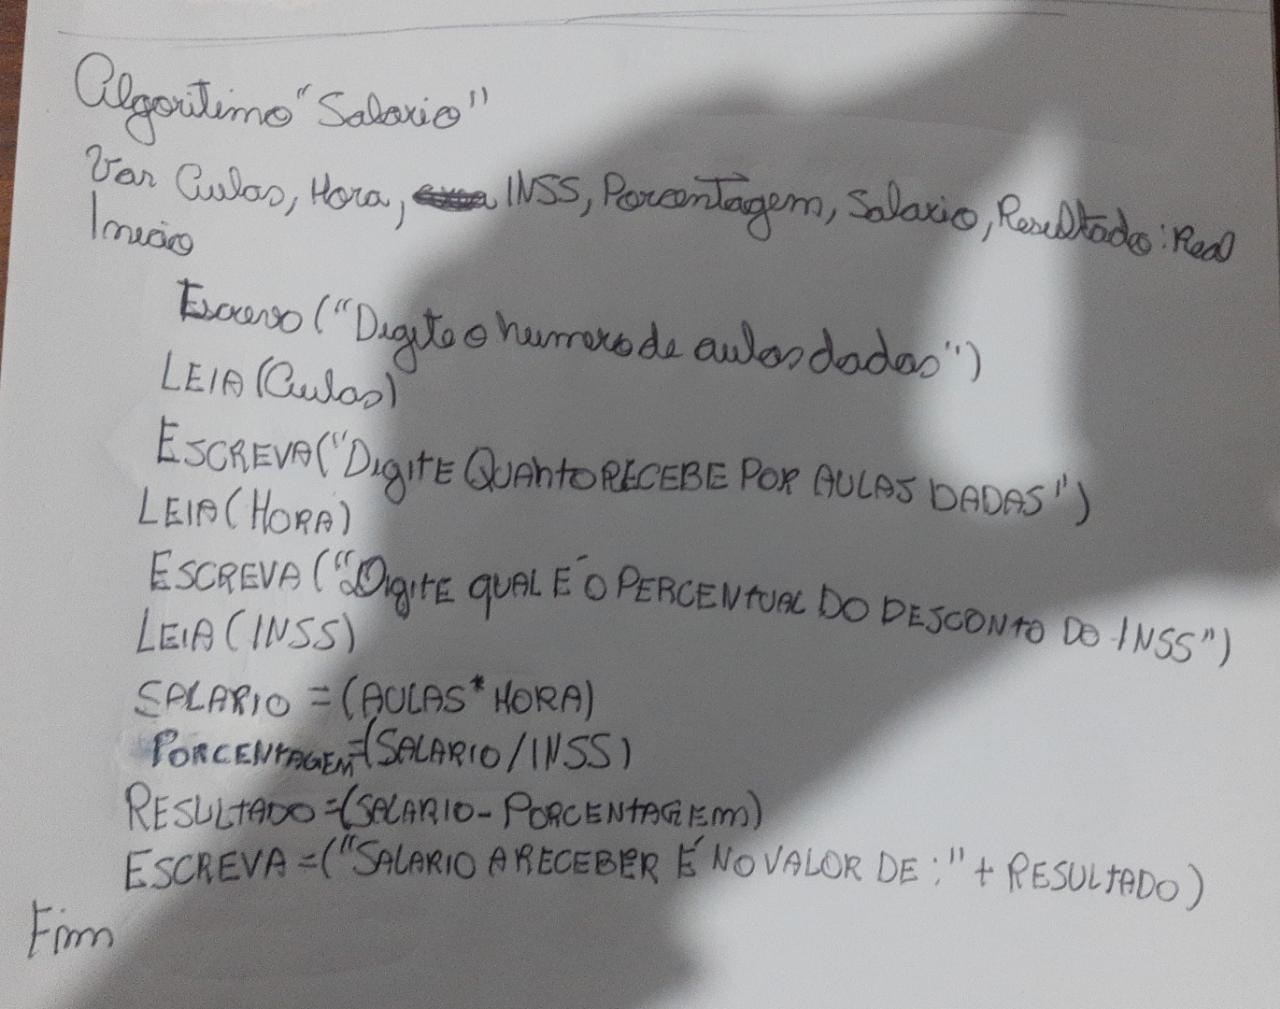 Algoritimo "Salario"
Var Aulas, Hora, INSS, Porcentagem, Salario, Resultado: Real
Inicio
Escreva ("Digite o numero de aulas dadas")
LEIA (Aulas)
ESCREVA ("DIgITE QUANTO RECEBE POR AULAS DADAS")
LEIA (HORA)
ESCREVA ("DIgITE QUAL É O PERCENTUAL DO DESCONTO DO INSS")
LEIA (INSS)
SALARIO = (AULAS * HORA)
PORCENTAGEM = (SALARIO / INSS)
RESULTADO = (SALARIO - PORCENTAGEM)
ESCREVA = ("SALARIO A RECEBER É NO VALOR DE : " + RESULTADO)
Fim